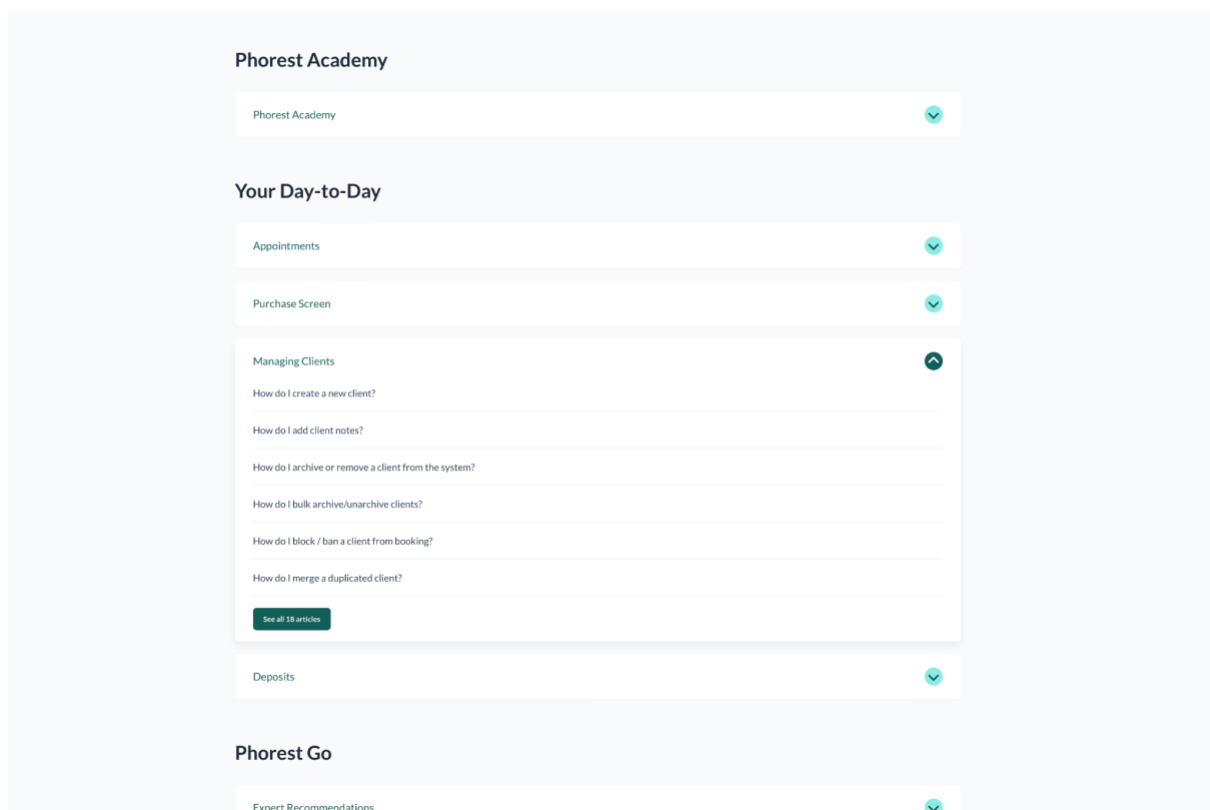 Phorest Academy
Phorest Academy
Your Day-to-Day
Appointments
Purchase Screen
Managing Clients
How do I create a new client?
How do I add client notes?
How do I archive or remove a client from the system?
How do I bulk archive/unarchive clients?
How do I block / ban a client from booking?
How do I merge a duplicated client?
See all 18 articles
Deposits
Phorest Go
Expert Recommendations